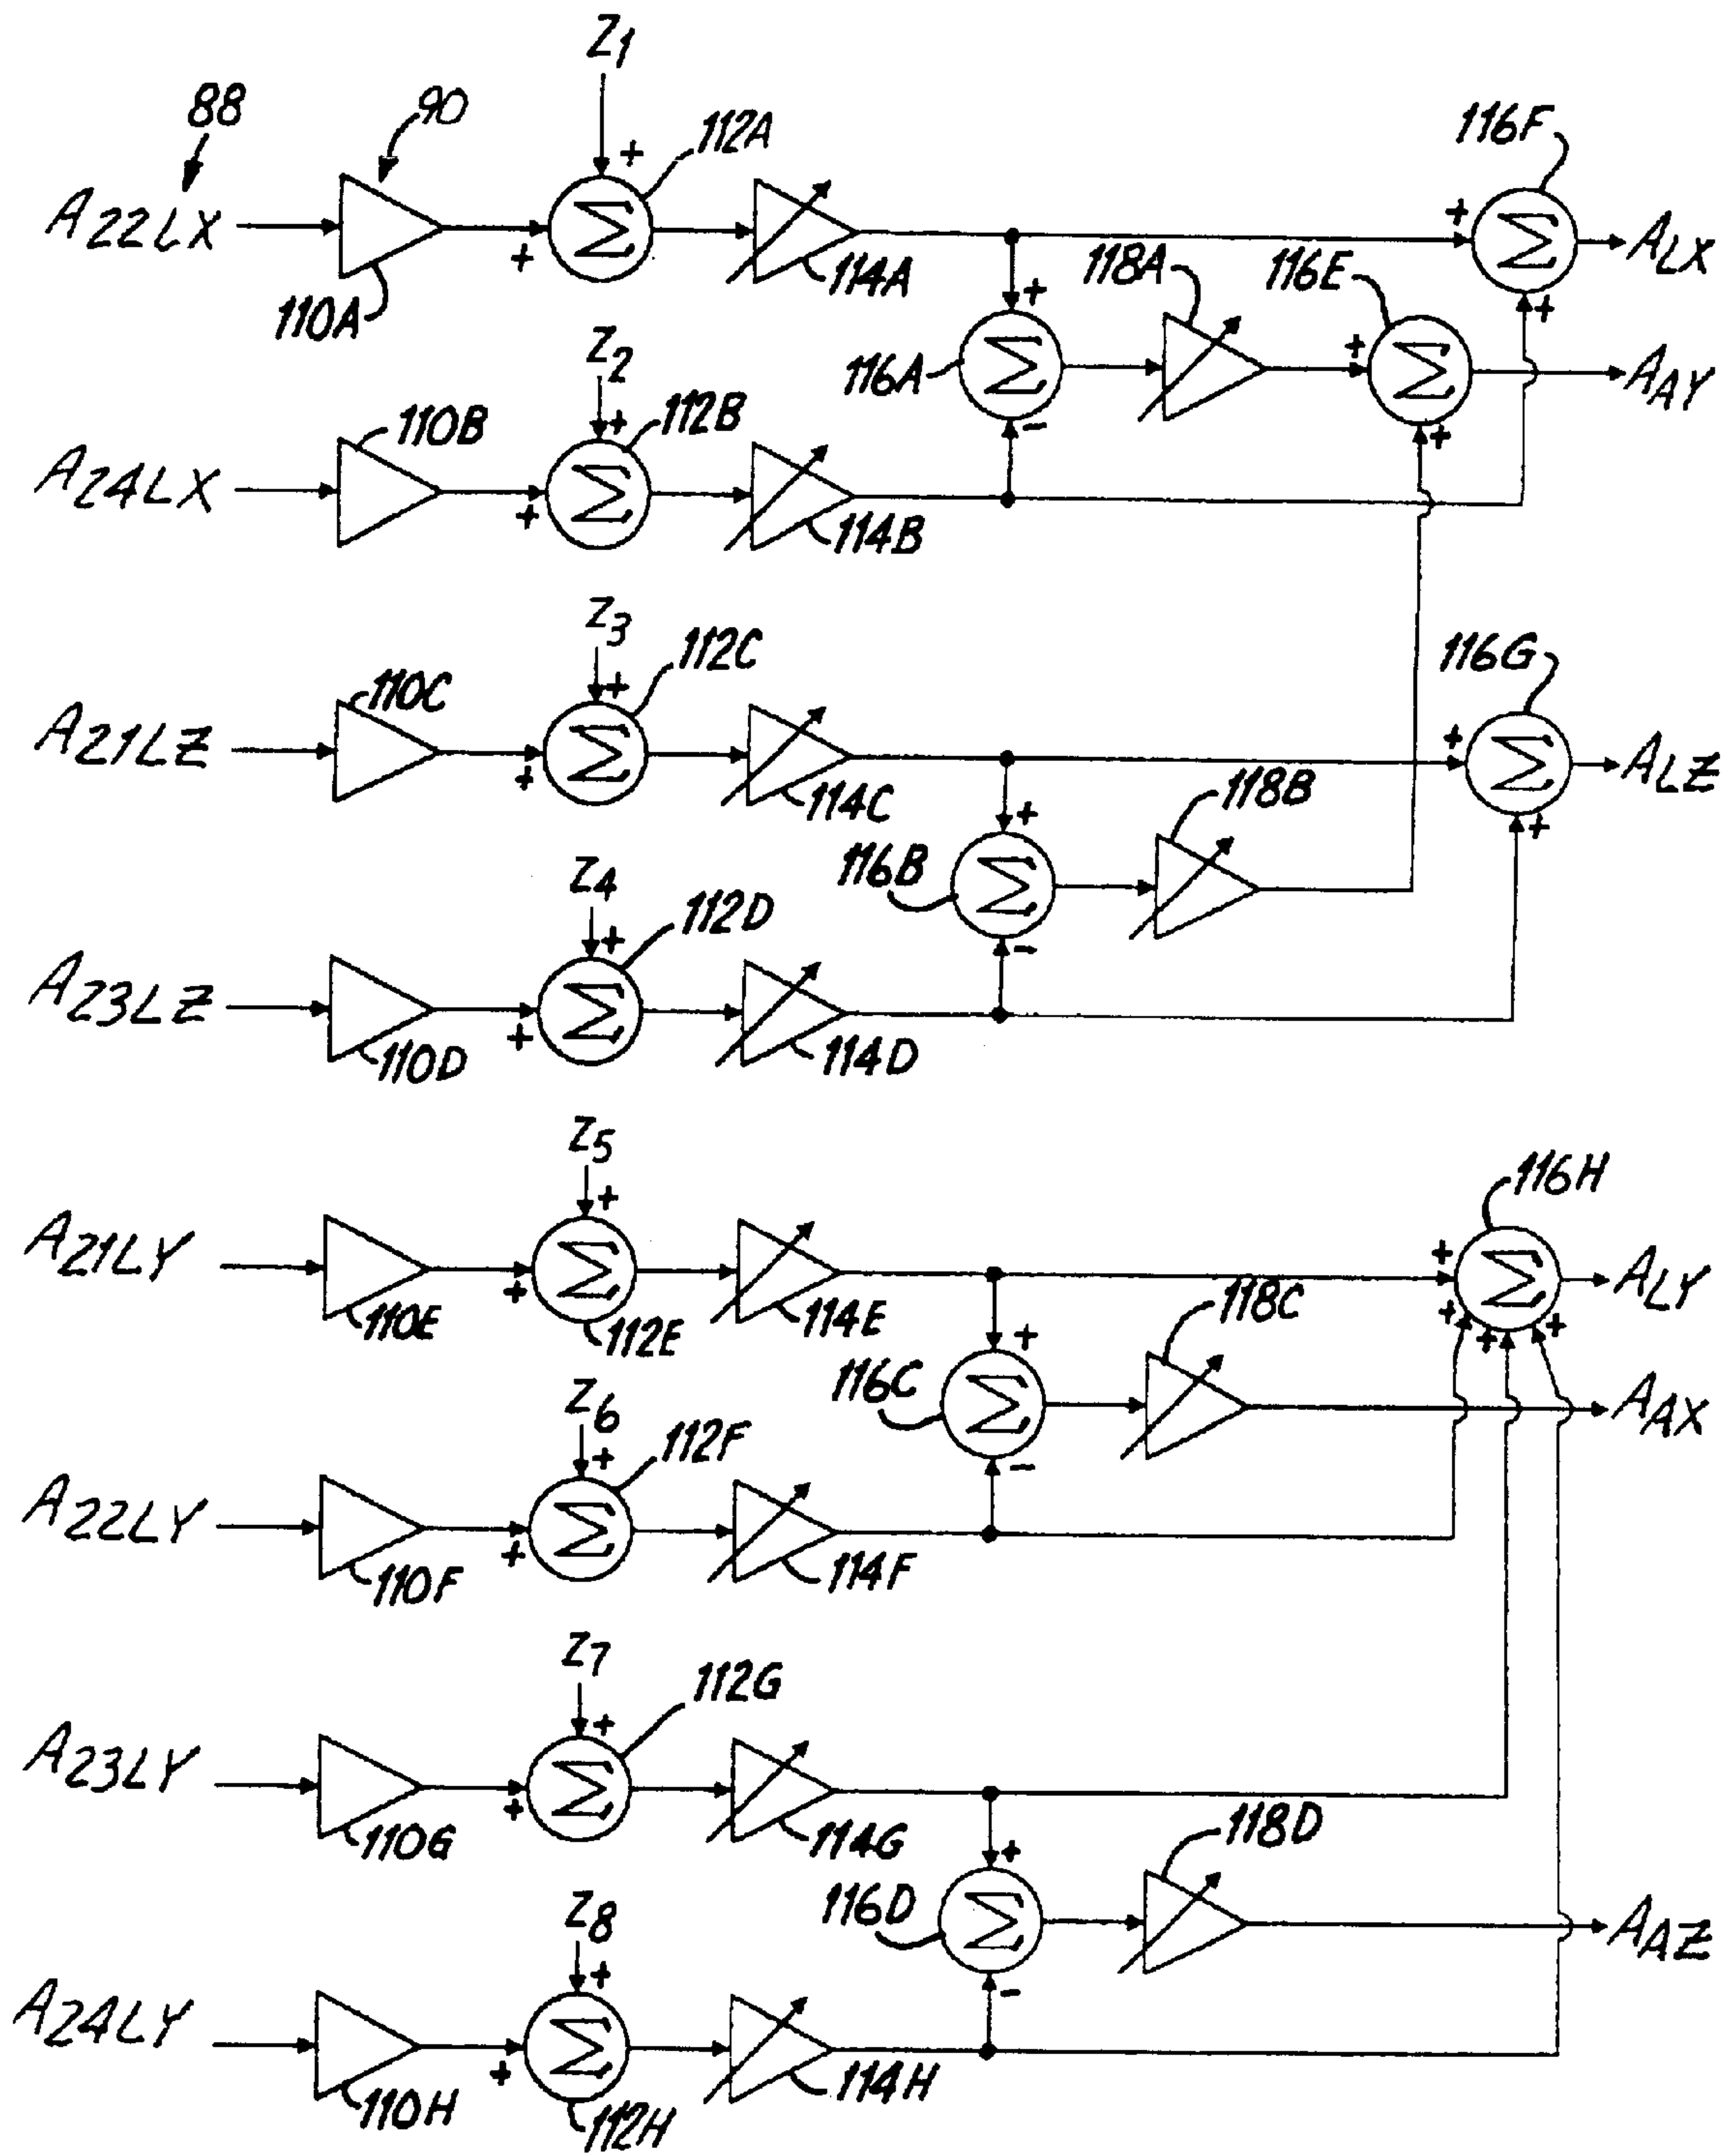 Z1
88
90
112A
116F
A22LX
+
+
+
ALX
110A
114A
118A
116E
+
+
Z2
116A
+
AAY
110B
+
112B
-
+
A24LX
+
114B
Z3
112C
116G
110C
+
A21LZ
+
+
ALZ
114C
118B
+
+
Z4
116B
112D
+
-
A23LZ
+
110D
114D
Z5
116H
+
A21LY
+
+
ALY
110E
112E
114E
118C
+
+
+
+
Z6
116C
AAX
112F
+
-
A22LY
+
110F
114F
Z7
112G
A23LY
+
+
110G
114G
118D
+
116D
Z8
AAZ
+
-
A24LY
+
110H
112H
114H